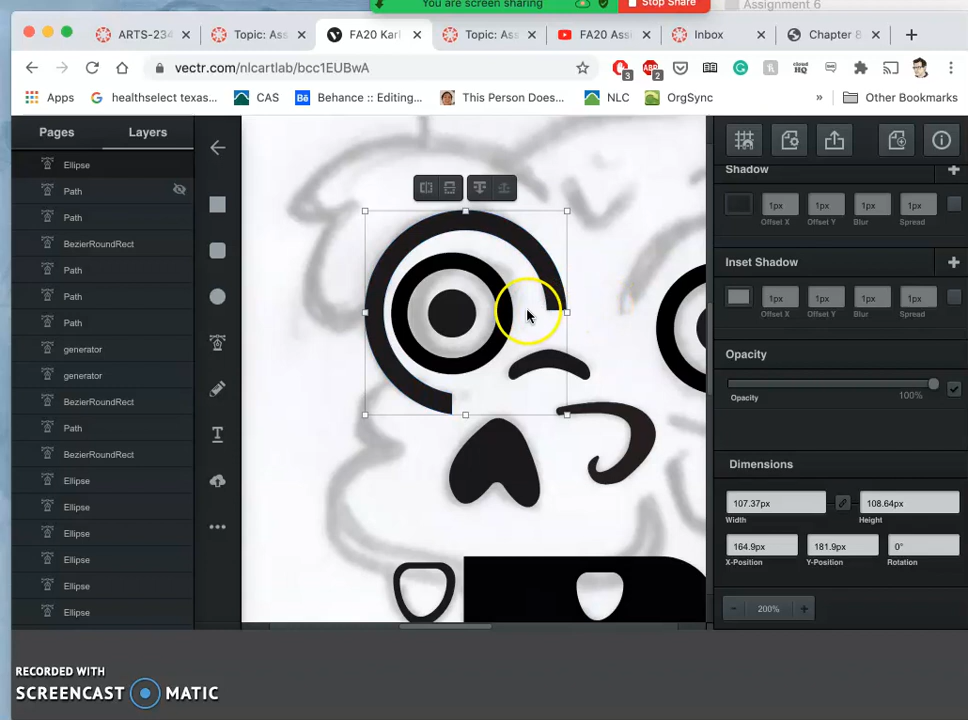 You are screen sharing
Stop Share
Assignment 6
ARTS-234
Topic: Ass
FA20 Karl
Topic: Ass
FA20 Assi
Inbox
Chapter 8
vectr.com/nlcartlab/bcc1EUBwA
3
2
cloud
HQ
Apps
healthselect texas...
CAS
Behance :: Editing...
This Person Does...
NLC
OrgSync
»
Other Bookmarks
Pages
Layers
Ellipse
Path
Path
BezierRoundRect
Path
Path
Path
generator
generator
BezierRoundRect
Path
BezierRoundRect
Ellipse
Ellipse
Ellipse
Ellipse
Ellipse
Ellipse
T
Shadow
1px
1px
1px
1px
Offset X
Offset Y
Blur
Spread
Inset Shadow
1px
1px
1px
1px
Offset X
Offset Y
Blur
Spread
Opacity
Opacity
100%
Dimensions
107.37px
108.64px
Width
Height
164.9px
181.9px
0°
X-Position
Y-Position
Rotation
200%
RECORDED WITH
SCREENCAST MATIC